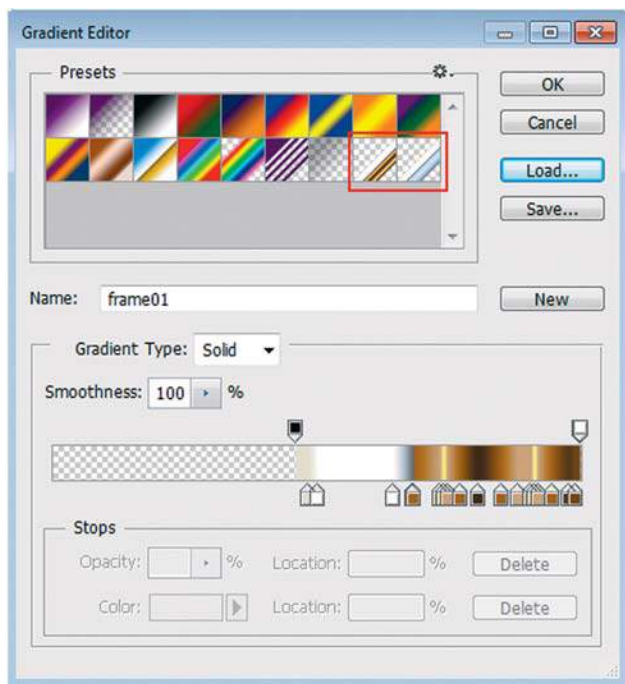 Gradient Editor
Presets
OK
Cancel
Load...
Save...
Name: frame01 New
Gradient Type: Solid
Smoothness: 100 %
Stops
Opacity: % Location: % Delete
Color: Location: % Delete